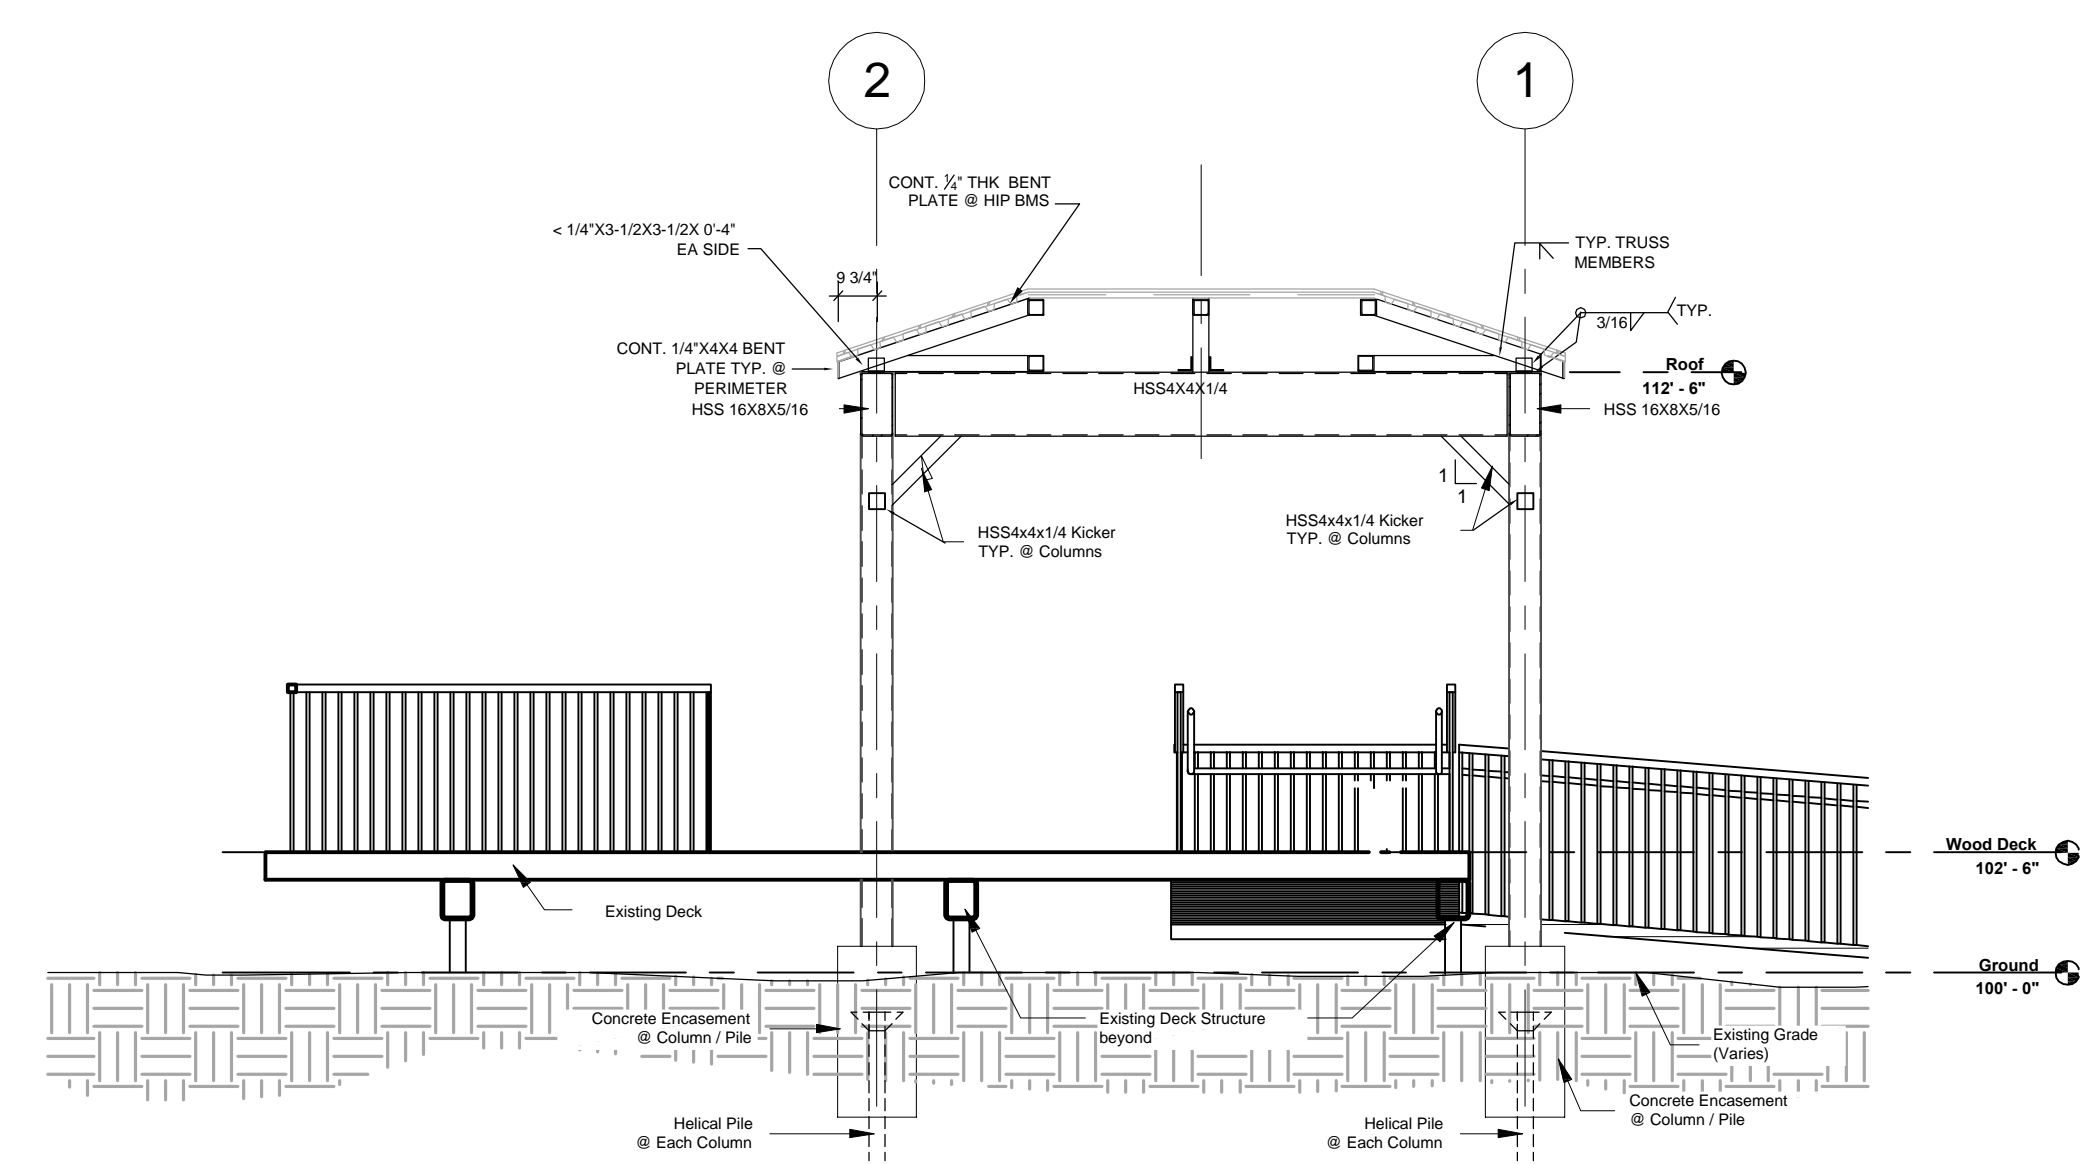 2
1
CONT. ¼" THK BENT
PLATE @ HIP BMS
< 1/4"X3-1/2X3-1/2X 0'-4"
EA SIDE
TYP. TRUSS
MEMBERS
9 3/4"
3/16
TYP.
CONT. 1/4"X4X4 BENT
PLATE TYP. @
PERIMETER
HSS 16X8X5/16
Roof
112' - 6"
HSS4X4X1/4
HSS 16X8X5/16
1
1
HSS4x4x1/4 Kicker
TYP. @ Columns
HSS4x4x1/4 Kicker
TYP. @ Columns
Wood Deck
102' - 6"
Existing Deck
Ground
100' - 0"
Concrete Encasement
@ Column / Pile
Existing Deck Structure
beyond
Existing Grade
(Varies)
Concrete Encasement
@ Column / Pile
Helical Pile
@ Each Column
Helical Pile
@ Each Column